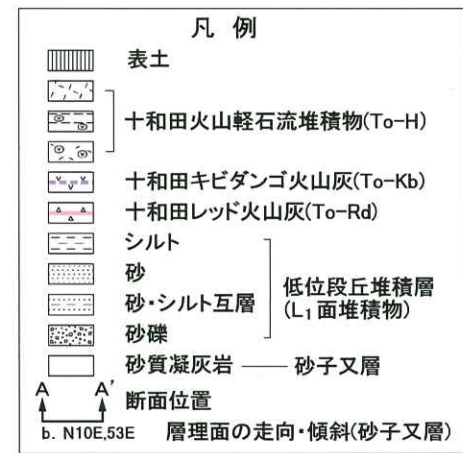 凡 例
表土
十和田火山軽石流堆積物(To-H)
十和田キビダンゴ火山灰(To-Kb)
十和田レッド火山灰(To-Rd)
シルト
砂
砂・シルト互層
砂礫
低位段丘堆積層
(L₁面堆積物)
砂質凝灰岩 —— 砂子又層
A A′
断面位置
b. N10E,53E 層理面の走向・傾斜(砂子又層)